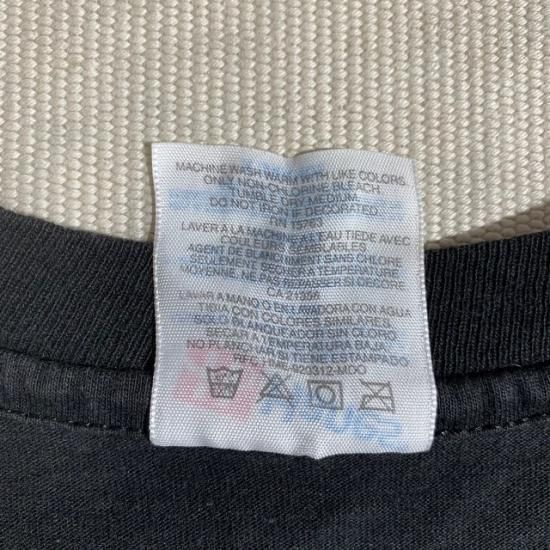 MACHINE WASH WARM WITH LIKE COLORS.
ONLY NON-CHLORINE BLEACH.
TUMBLE DRY MEDIUM.
DO NOT IRON IF DECORATED.
RN 15763
LAVER A LA MACHINE A L'EAU TIEDE AVEC
COULEURS SEMBLABLES
AGENT DE BLANCHIMENT SANS CHLORE
SEULEMENT SECHER A TEMPERATURE
MOYENNE. NE PAS REPASSER SI DECORE
CA 21356
LAVAR A MANO O EN LAVADORA CON AGUA
TIBIA CON COLORES SIMILARES.
SOLO BLANQUEADOR SIN CLORO.
SECAR A TEMPERATURA BAJA.
NO PLANCHAR SI TIENE ESTAMPADO
920312-MDO